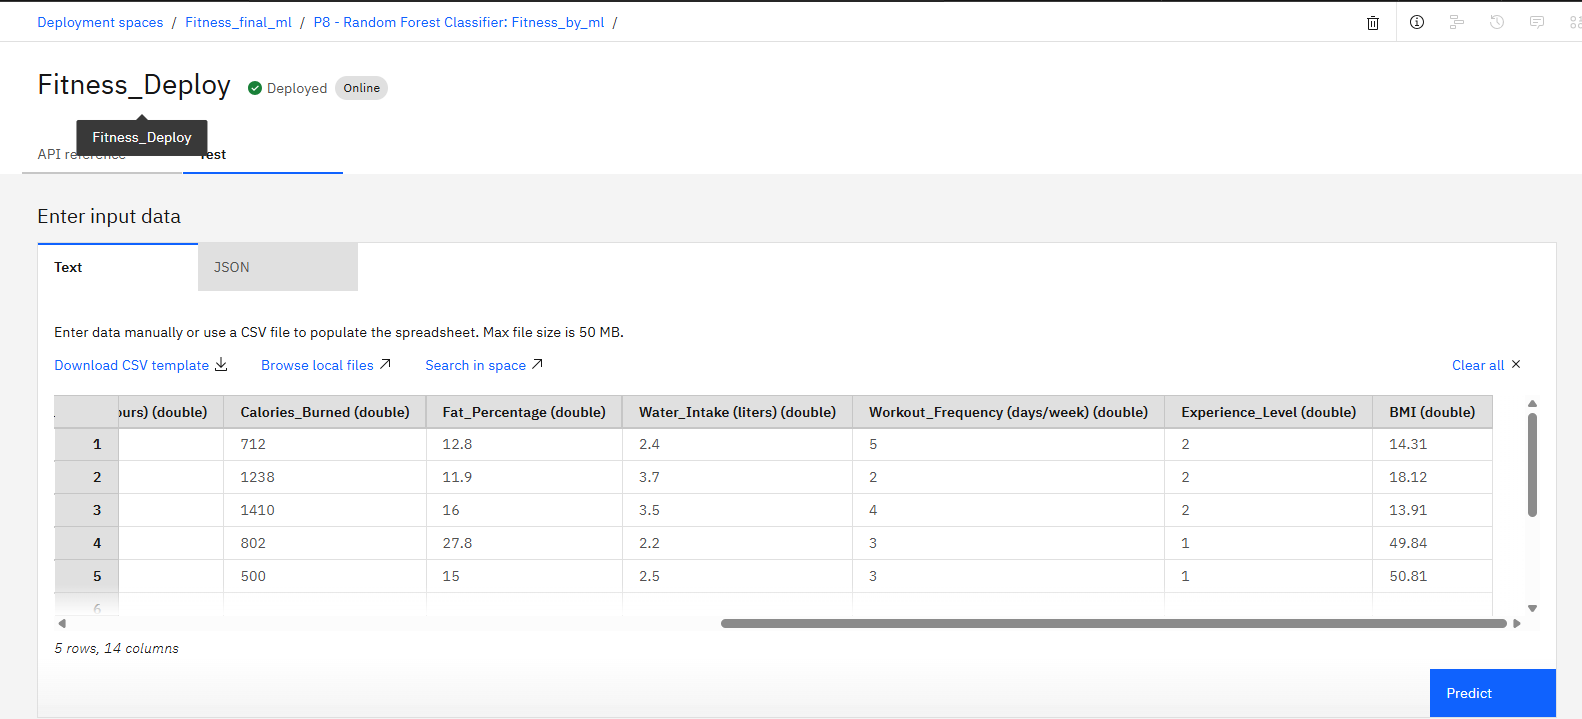 Deployment spaces / Fitness_final_ml / P8 - Random Forest Classifier: Fitness_by_ml /
Fitness_Deploy Deployed Online
Fitness_Deploy
API reference Test
Enter input data
Text JSON
Enter data manually or use a CSV file to populate the spreadsheet. Max file size is 50 MB.
Download CSV template Browse local files Search in space Clear all
(double) Calories_Burned (double) Fat_Percentage (double) Water_Intake (liters) (double) Workout_Frequency (days/week) (double) Experience_Level (double) BMI (double)
1 712 12.8 2.4 5 2 14.31
2 1238 11.9 3.7 2 2 18.12
3 1410 16 3.5 4 2 13.91
4 802 27.8 2.2 3 1 49.84
5 500 15 2.5 3 1 50.81
6
5 rows, 14 columns
Predict